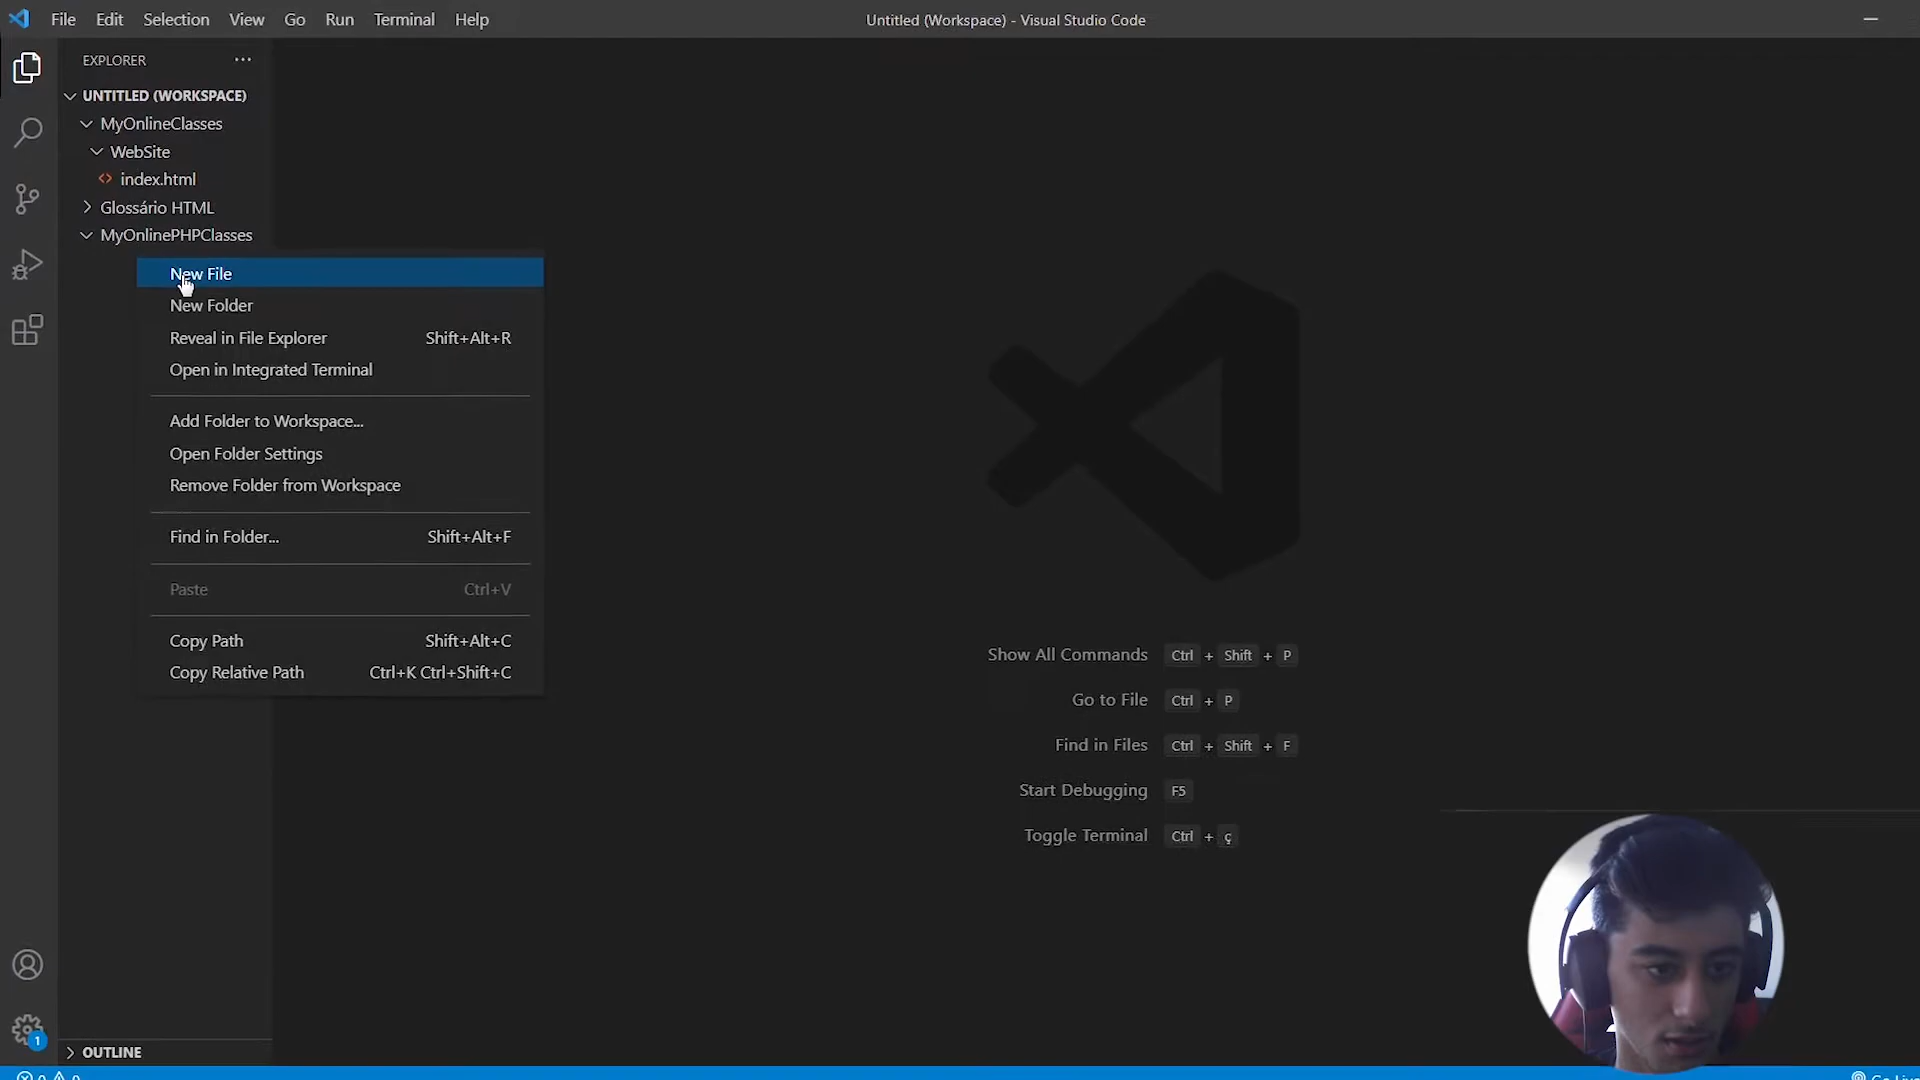 File Edit Selection View Go Run Terminal Help
Untitled (Workspace) - Visual Studio Code
EXPLORER
UNTITLED (WORKSPACE)
MyOnlineClasses
WebSite
index.html
Glossário HTML
MyOnlinePHPClasses
New File
New Folder
Reveal in File Explorer Shift+Alt+R
Open in Integrated Terminal
Add Folder to Workspace...
Open Folder Settings
Remove Folder from Workspace
Find in Folder... Shift+Alt+F
Paste Ctrl+V
Copy Path Shift+Alt+C
Copy Relative Path Ctrl+K Ctrl+Shift+C
Show All Commands Ctrl + Shift + P
Go to File Ctrl + P
Find in Files Ctrl + Shift + F
Start Debugging F5
Toggle Terminal Ctrl + ç
1
OUTLINE